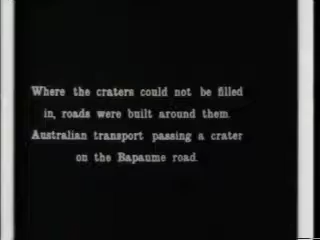 Where the craters could not be filled
in, roads were built around them.
Australian transport passing a crater
on the Bapaume road.